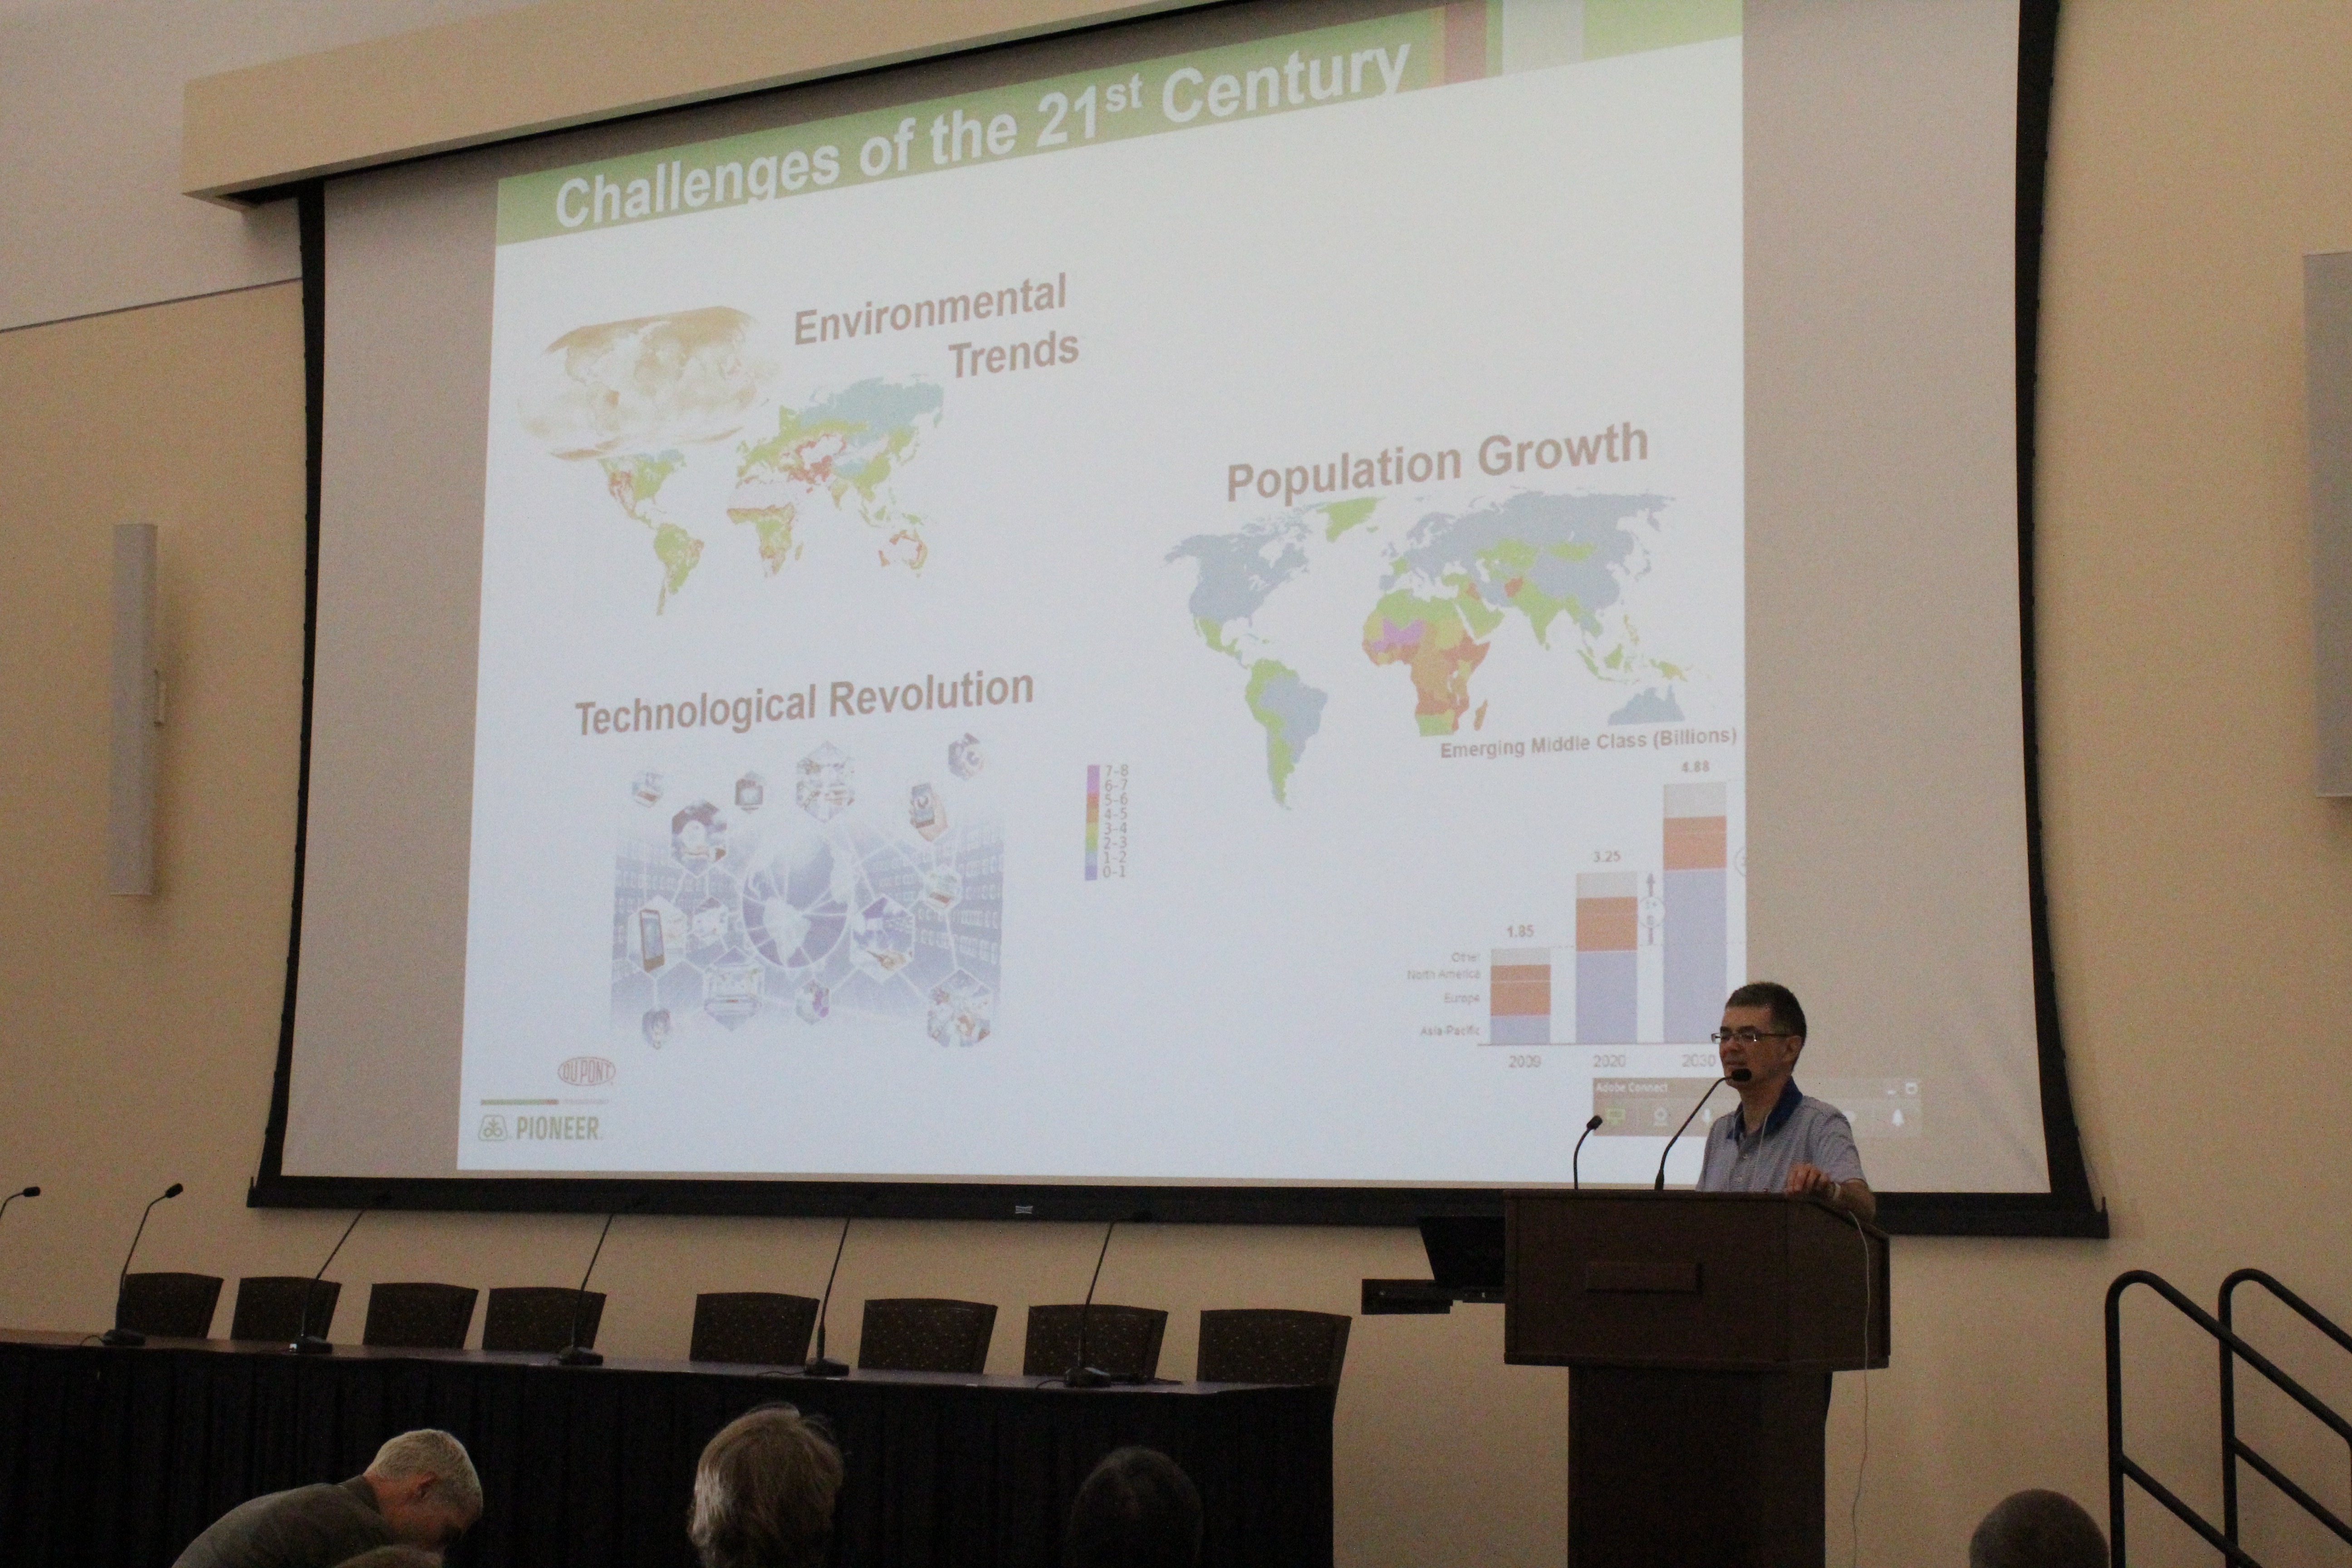 Challenges of the 21st Century
Environmental
Trends
Population Growth
Technological Revolution
7-8
6-7
5-6
4-5
3-4
2-3
1-2
0-1
Emerging Middle Class (Billions)
4.88
3.25
1.85
Other
North America
Europe
Asia-Pacific
2009
2020
2030
DUPONT
PIONEER
Adobe Connect